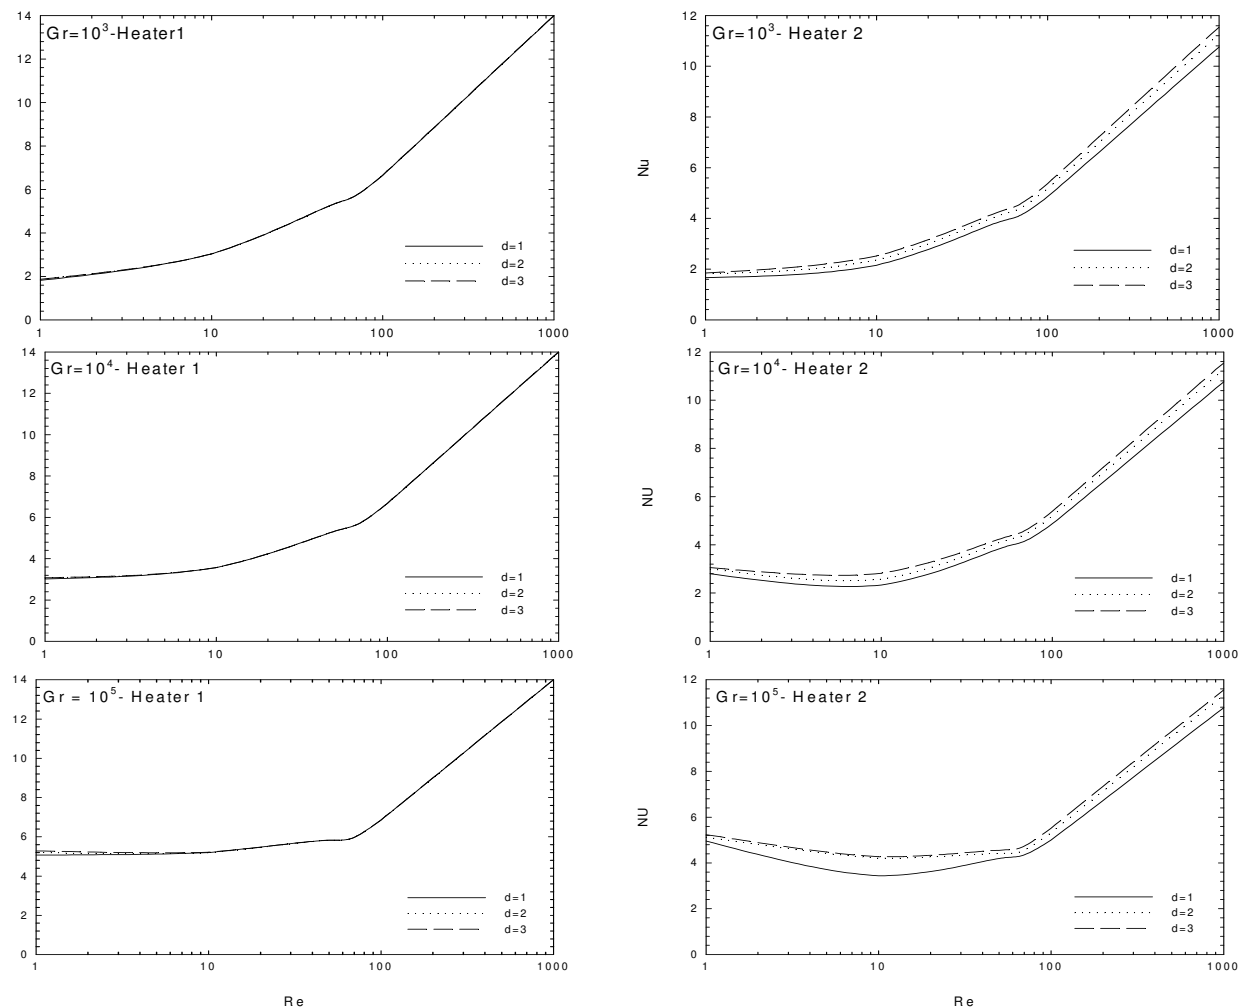 Gr=10³-Heater1
14
12
10
8
6
4
2
0
1
10
100
1000
d=1
d=2
d=3
Gr=10³- Heater 2
Nu
12
10
8
6
4
2
0
1
10
100
1000
d=1
d=2
d=3
Gr=10⁴- Heater 1
14
12
10
8
6
4
2
0
1
10
100
1000
d=1
d=2
d=3
Gr=10⁴- Heater 2
NU
12
10
8
6
4
2
0
1
10
100
1000
d=1
d=2
d=3
Gr = 10⁵- Heater 1
14
12
10
8
6
4
2
0
1
10
100
1000
d=1
d=2
d=3
Re
Gr=10⁵- Heater 2
NU
12
10
8
6
4
2
0
1
10
100
1000
d=1
d=2
d=3
Re